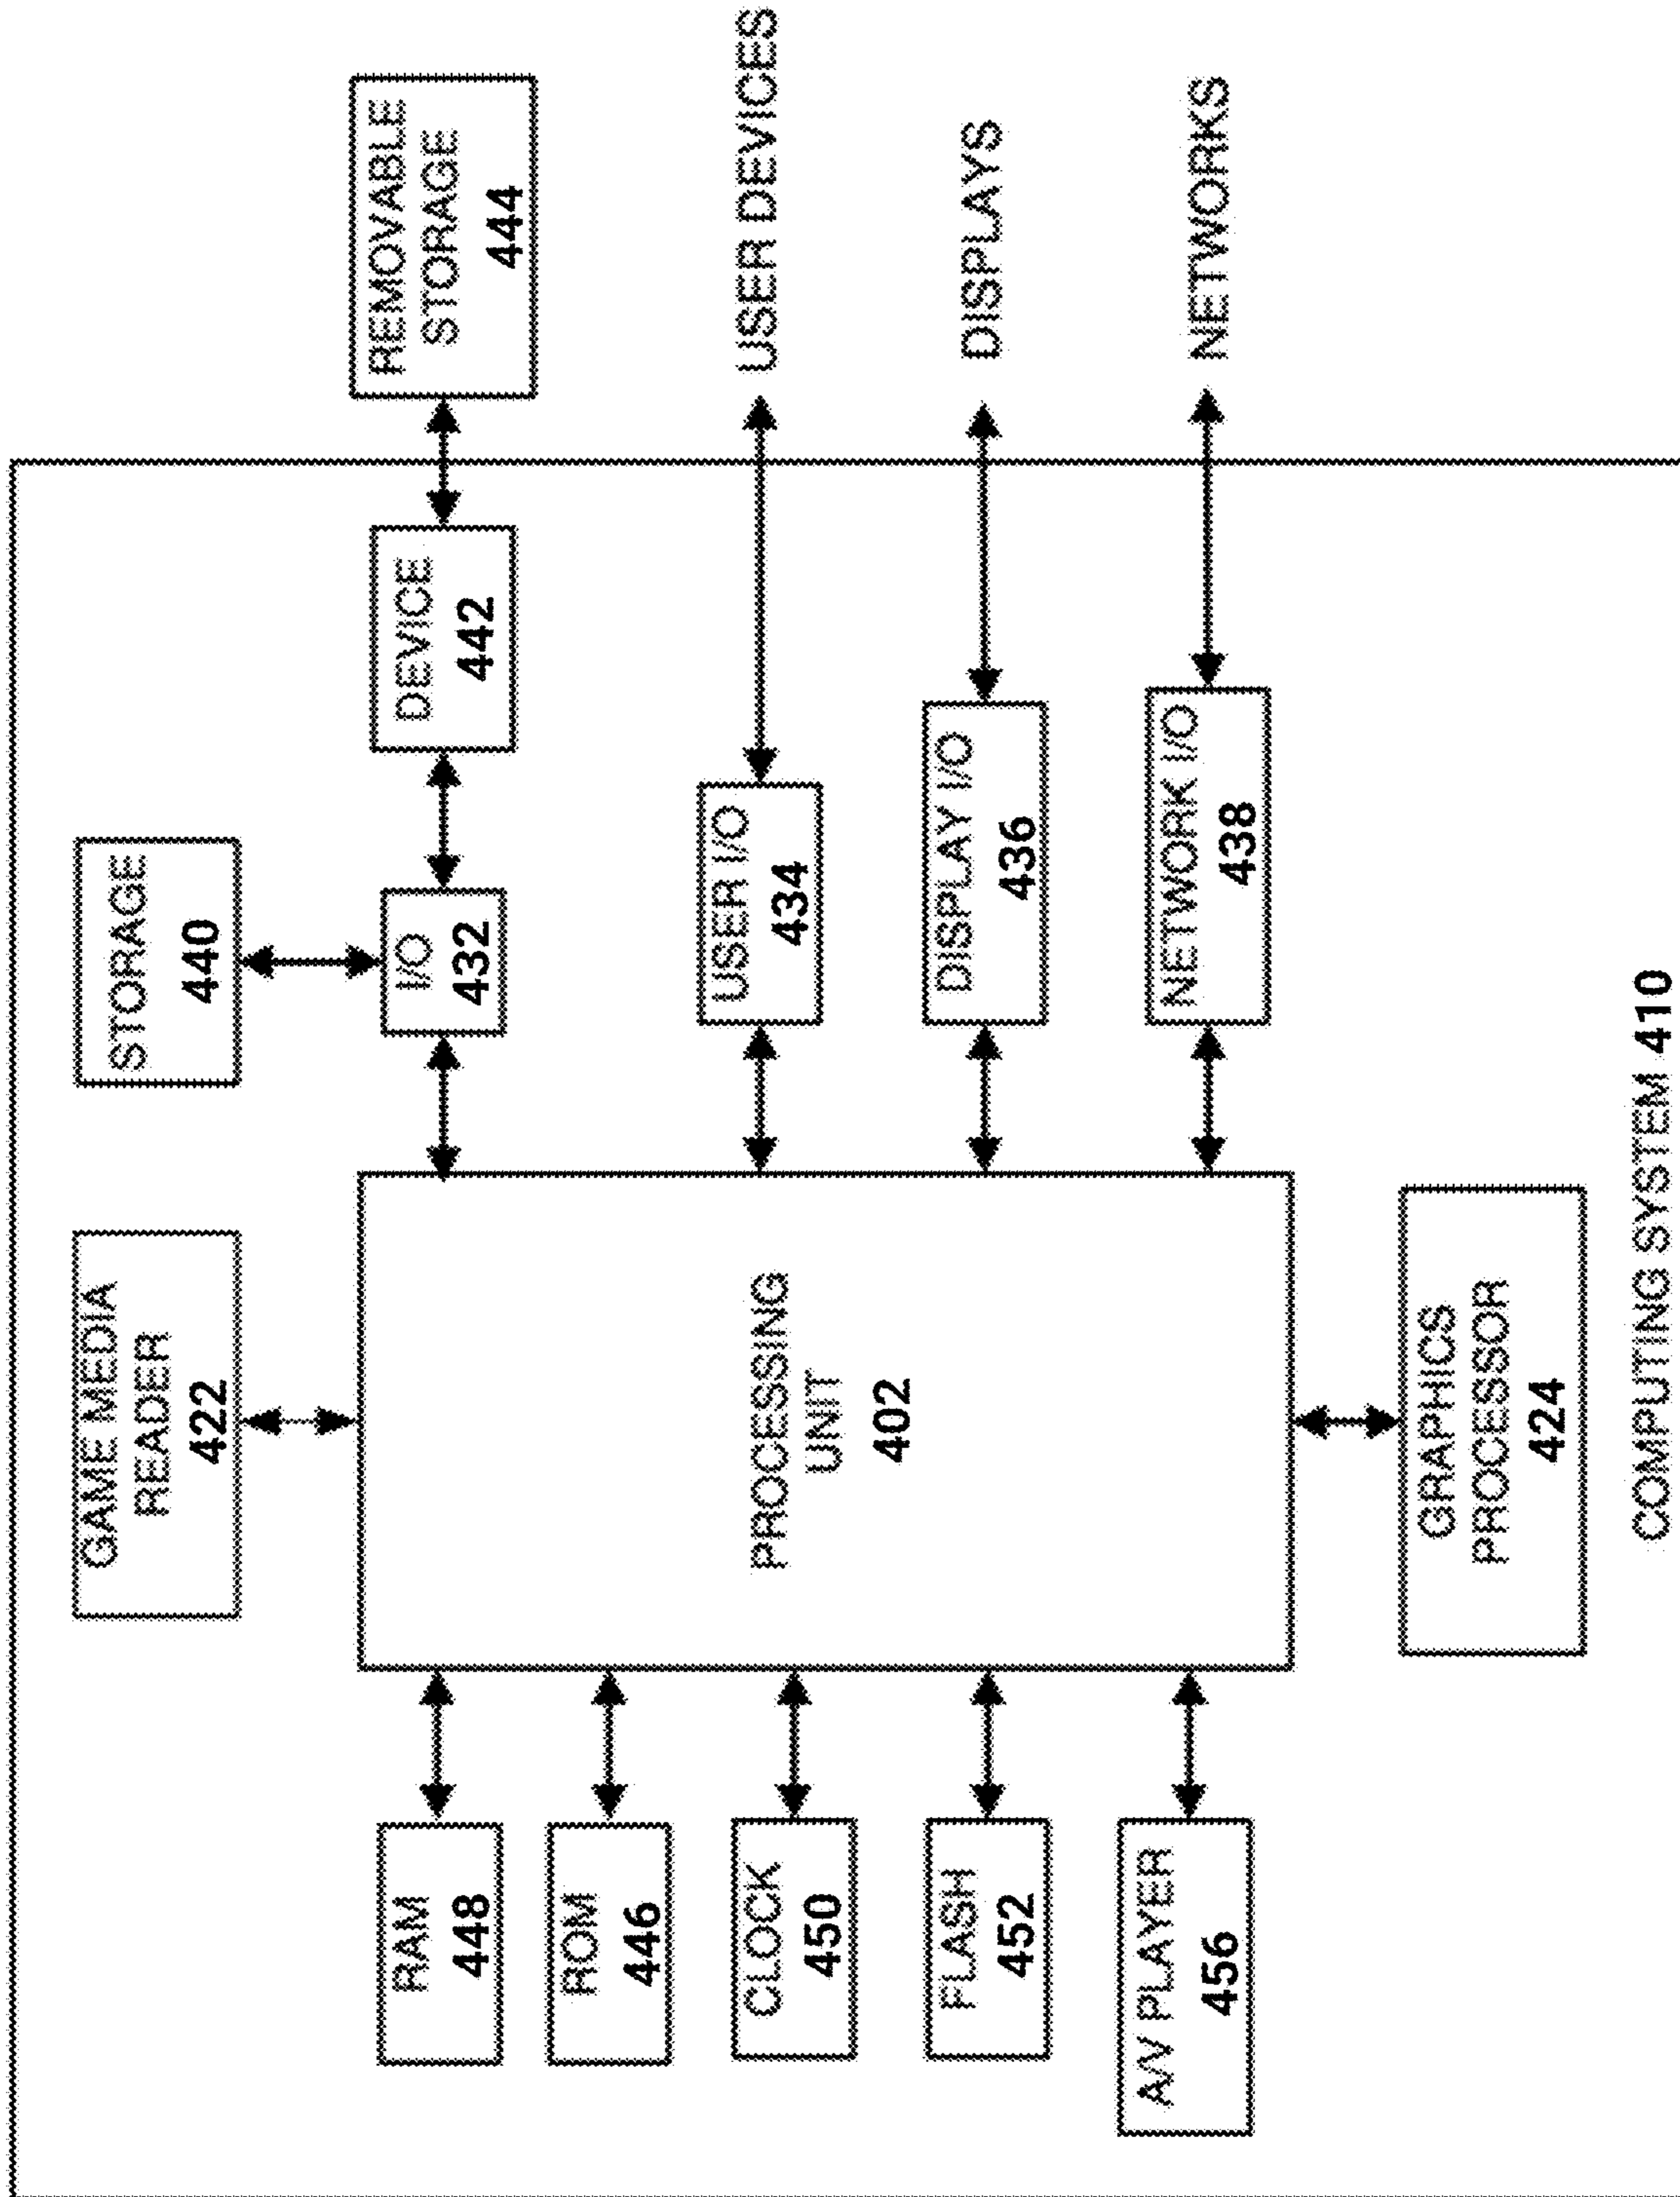 GAME MEDIA
READER
422
STORAGE
440
RAM
448
ROM
446
CLOCK
450
FLASH
452
A/V PLAYER
456
PROCESSING
UNIT
402
I/O
432
DEVICE
442
REMOVABLE
STORAGE
444
USER I/O
434
USER DEVICES
DISPLAY I/O
436
DISPLAYS
NETWORK I/O
438
NETWORKS
GRAPHICS
PROCESSOR
424
COMPUTING SYSTEM 410